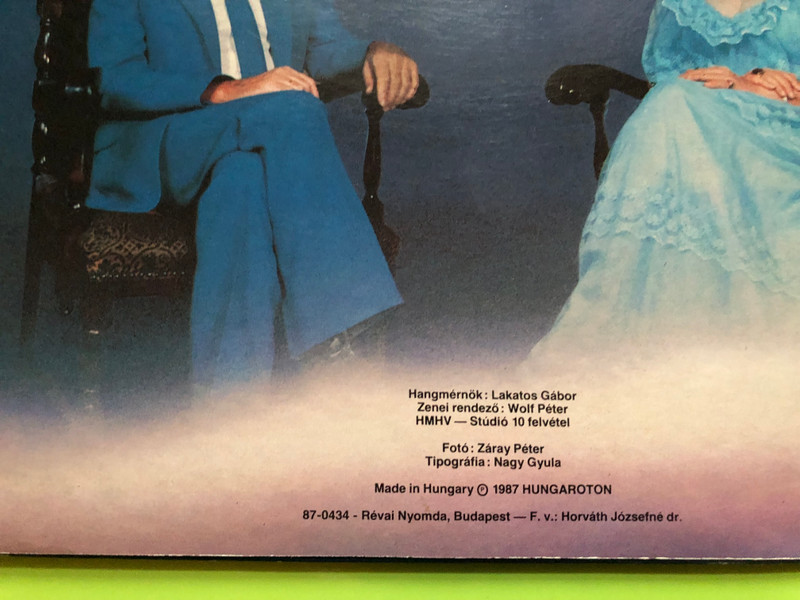 Hangmérnök: Lakatos Gábor
Zenei rendező: Wolf Péter
HMHV — Stúdió 10 felvétel
Fotó: Záray Péter
Tipográfia: Nagy Gyula
Made in Hungary ℗ 1987 HUNGAROTON
87-0434 - Révai Nyomda, Budapest — F. v.: Horváth Józsefné dr.